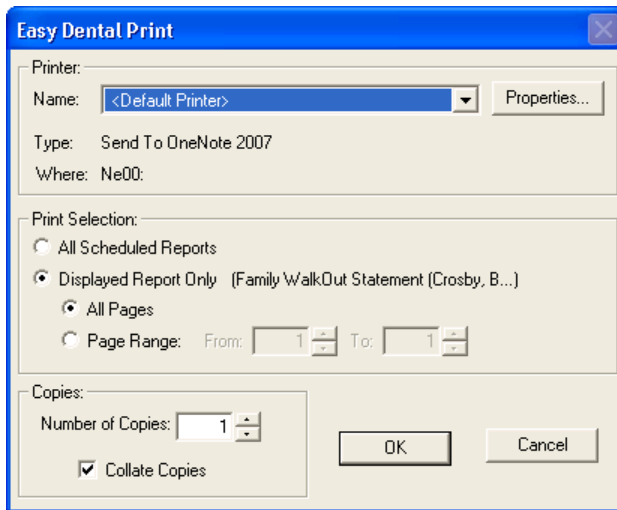 Easy Dental Print
Printer:
Name: <Default Printer> Properties...
Type: Send To OneNote 2007
Where: Ne00:
Print Selection:
All Scheduled Reports
Displayed Report Only (Family WalkOut Statement (Crosby, B...)
All Pages
Page Range: From: 1 To: 1
Copies:
Number of Copies: 1
Collate Copies
OK Cancel